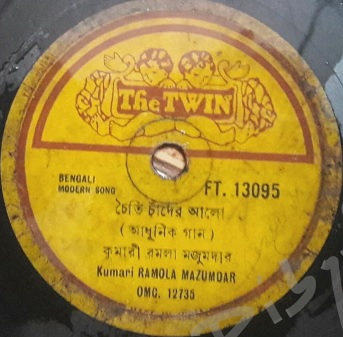 The TWIN
BENGALI
MODERN SONG
FT. 13095
চৈতি চাঁদের আলো
( আধুনিক গান )
কুমারী রমলা মজুমদার
Kumari RAMOLA MAZUMDAR
OMC. 12735